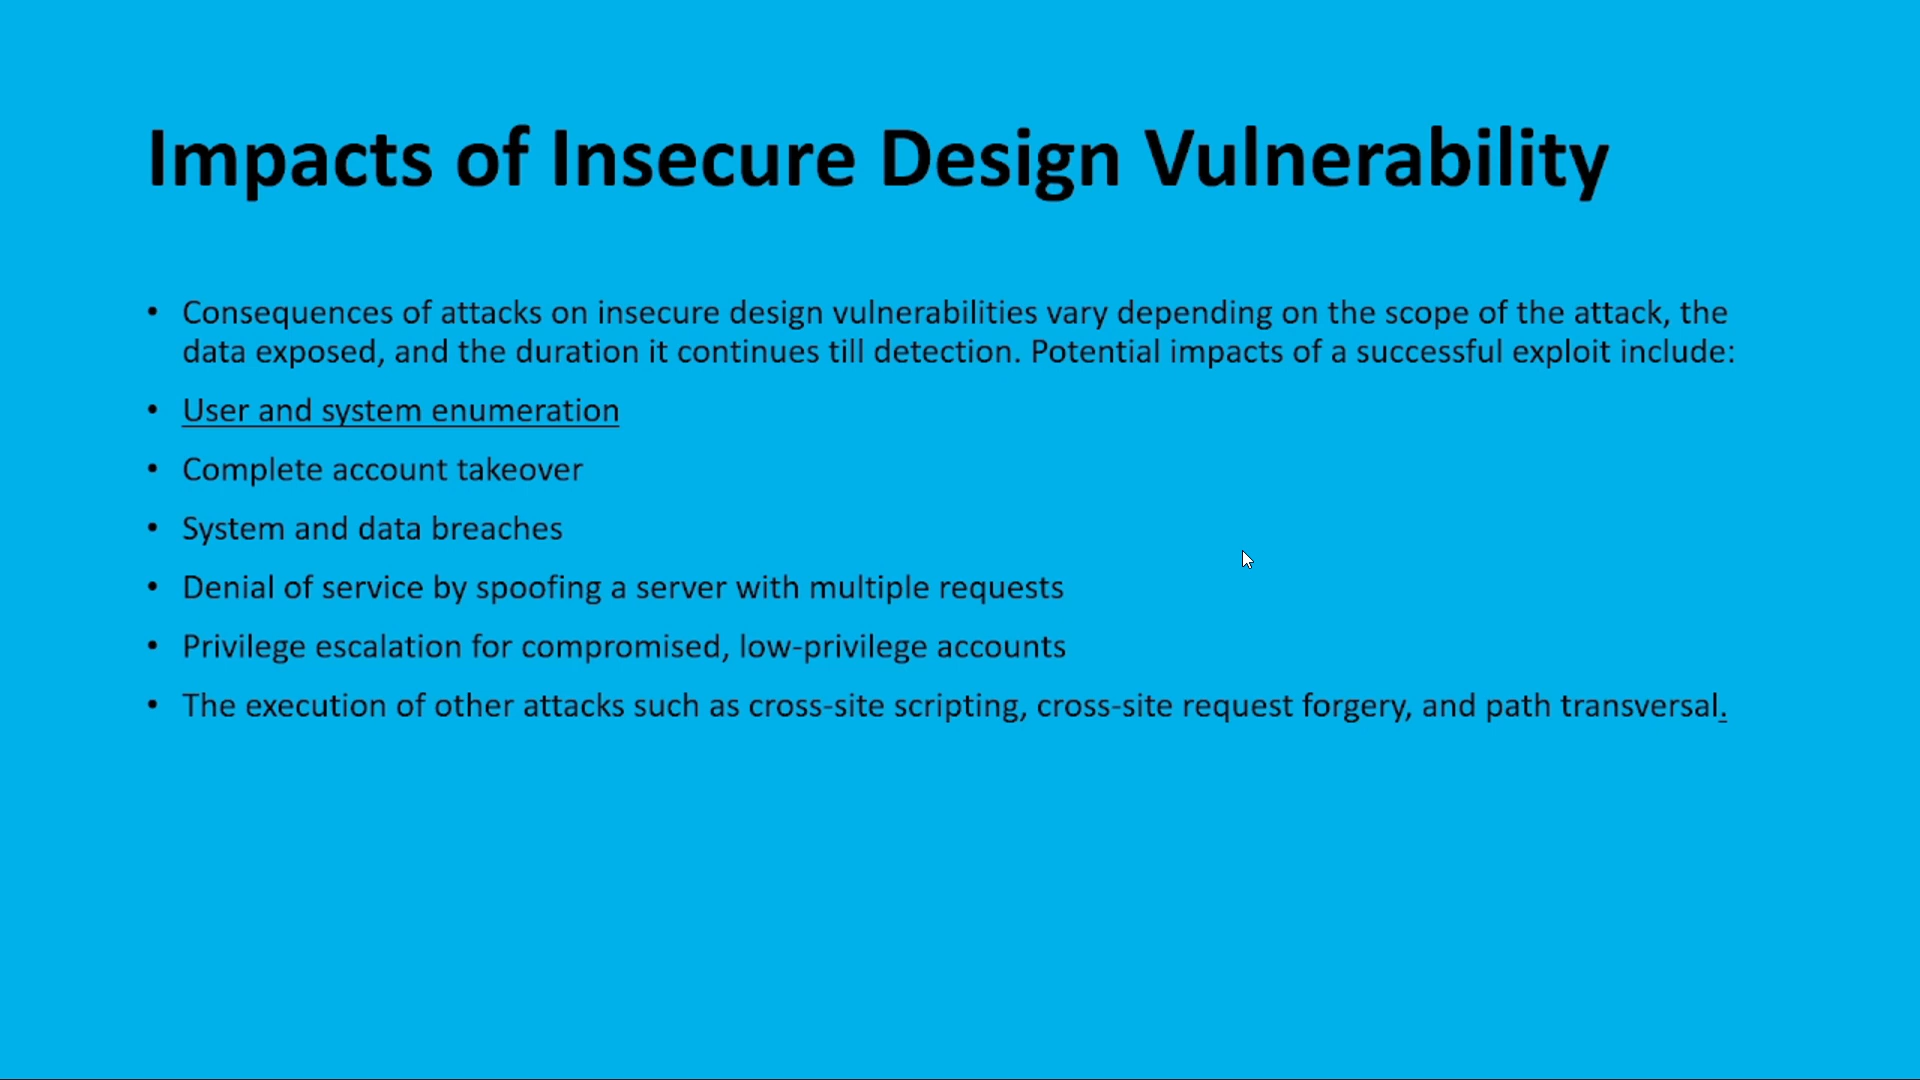 Impacts of Insecure Design Vulnerability
• Consequences of attacks on insecure design vulnerabilities vary depending on the scope of the attack, the
data exposed, and the duration it continues till detection. Potential impacts of a successful exploit include:
• User and system enumeration
• Complete account takeover
• System and data breaches
• Denial of service by spoofing a server with multiple requests
• Privilege escalation for compromised, low-privilege accounts
• The execution of other attacks such as cross-site scripting, cross-site request forgery, and path transversal.